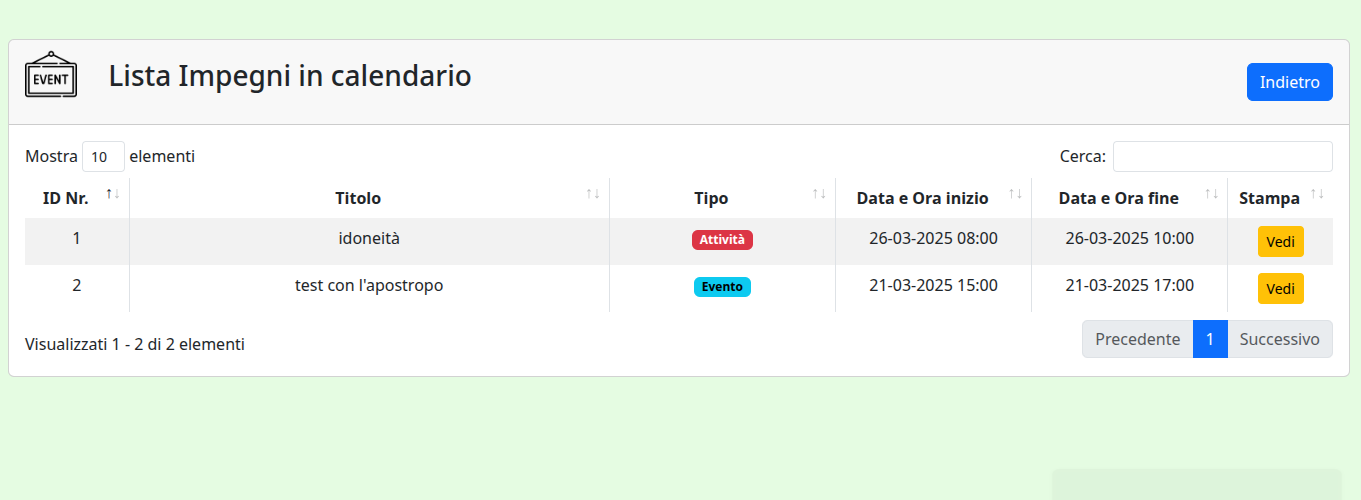 EVENT
Lista Impegni in calendario
Indietro
Mostra 10 elementi
Cerca:
ID Nr. Titolo Tipo Data e Ora inizio Data e Ora fine Stampa
1 idoneità Attività 26-03-2025 08:00 26-03-2025 10:00 Vedi
2 test con l'apostropo Evento 21-03-2025 15:00 21-03-2025 17:00 Vedi
Visualizzati 1 - 2 di 2 elementi
Precedente 1 Successivo